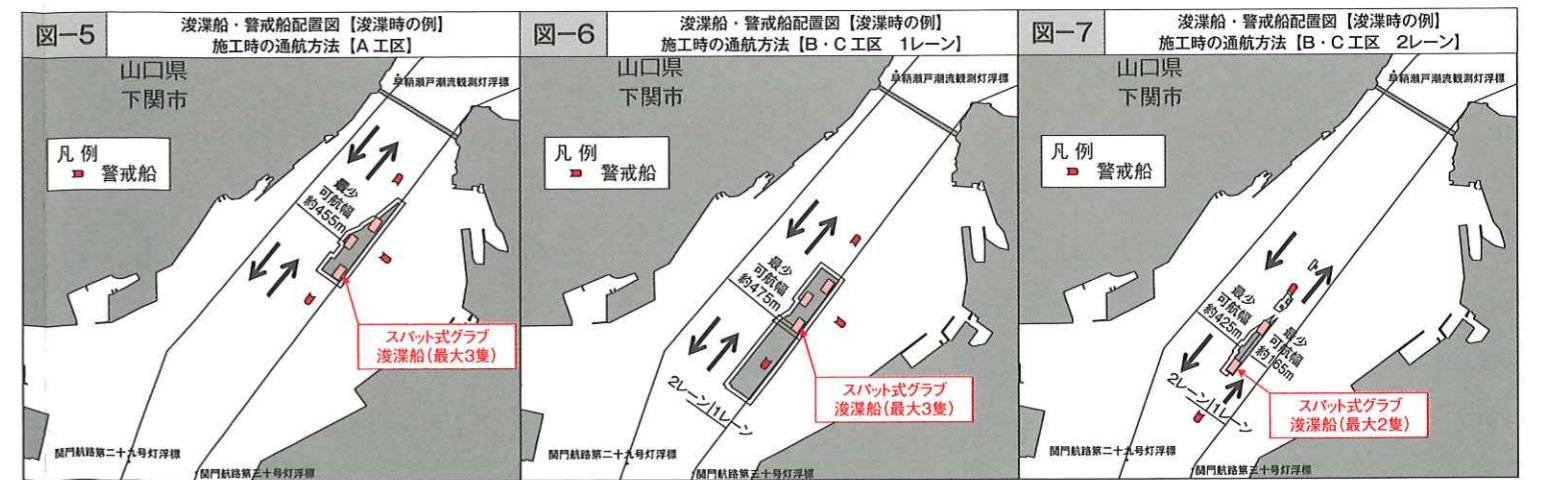 図-5
浚渫船・警戒船配置図【浚渫時の例】
施工時の通航方法【A工区】
山口県
下関市
早鞆瀬戸潮流観測灯浮標
凡例
警戒船
最少
可航幅
約455m
スパット式グラブ
浚渫船(最大3隻)
関門航路第二十九号灯浮標
関門航路第三十号灯浮標
図-6
浚渫船・警戒船配置図【浚渫時の例】
施工時の通航方法【B・C工区 1レーン】
山口県
下関市
早鞆瀬戸潮流観測灯浮標
凡例
警戒船
最少
可航幅
約475m
2レーン
1レーン
スパット式グラブ
浚渫船(最大3隻)
関門航路第二十九号灯浮標
関門航路第三十号灯浮標
図-7
浚渫船・警戒船配置図【浚渫時の例】
施工時の通航方法【B・C工区 2レーン】
山口県
下関市
早鞆瀬戸潮流観測灯浮標
凡例
警戒船
最少
可航幅
約425m
最少
可航幅
約165m
2レーン
1レーン
スパット式グラブ
浚渫船(最大2隻)
関門航路第二十九号灯浮標
関門航路第三十号灯浮標